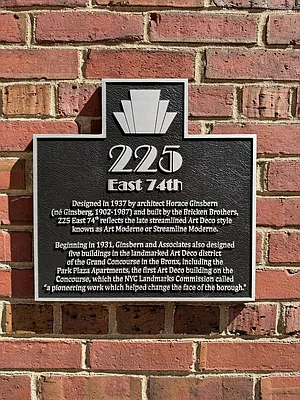 225
East 74th
Designed in 1937 by architect Horace Ginsbern
(né Ginsberg, 1902-1987) and built by the Bricken Brothers,
225 East 74th reflects the late streamlined Art Deco style
known as Art Moderne or Streamline Moderne.
Beginning in 1931, Ginsbern and Associates also designed
five buildings in the landmarked Art Deco district
of the Grand Concourse in the Bronx, including the
Park Plaza Apartments, the first Art Deco building on the
Concourse, which the NYC Landmarks Commission called
"a pioneering work which helped change the face of the borough."